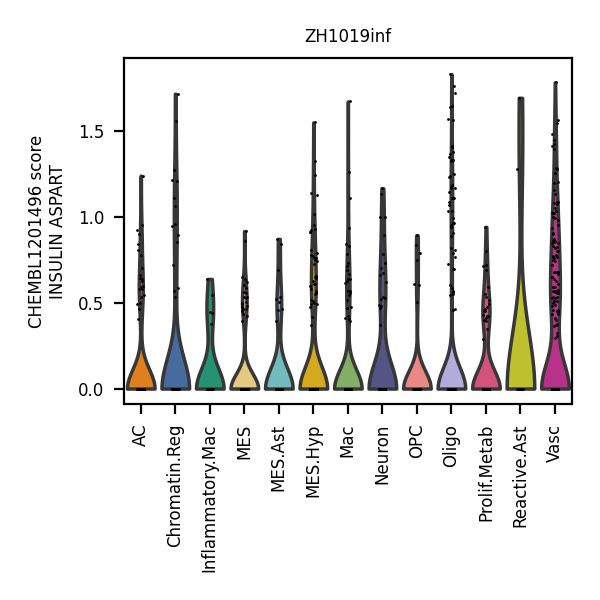 ZH1019inf
CHEMBL1201496 score
INSULIN ASPART
1.5
1.0
0.5
0.0
AC
Chromatin.Reg
Inflammatory.Mac
MES
MES.Ast
MES.Hyp
Mac
Neuron
OPC
Oligo
Prolif.Metab
Reactive.Ast
Vasc